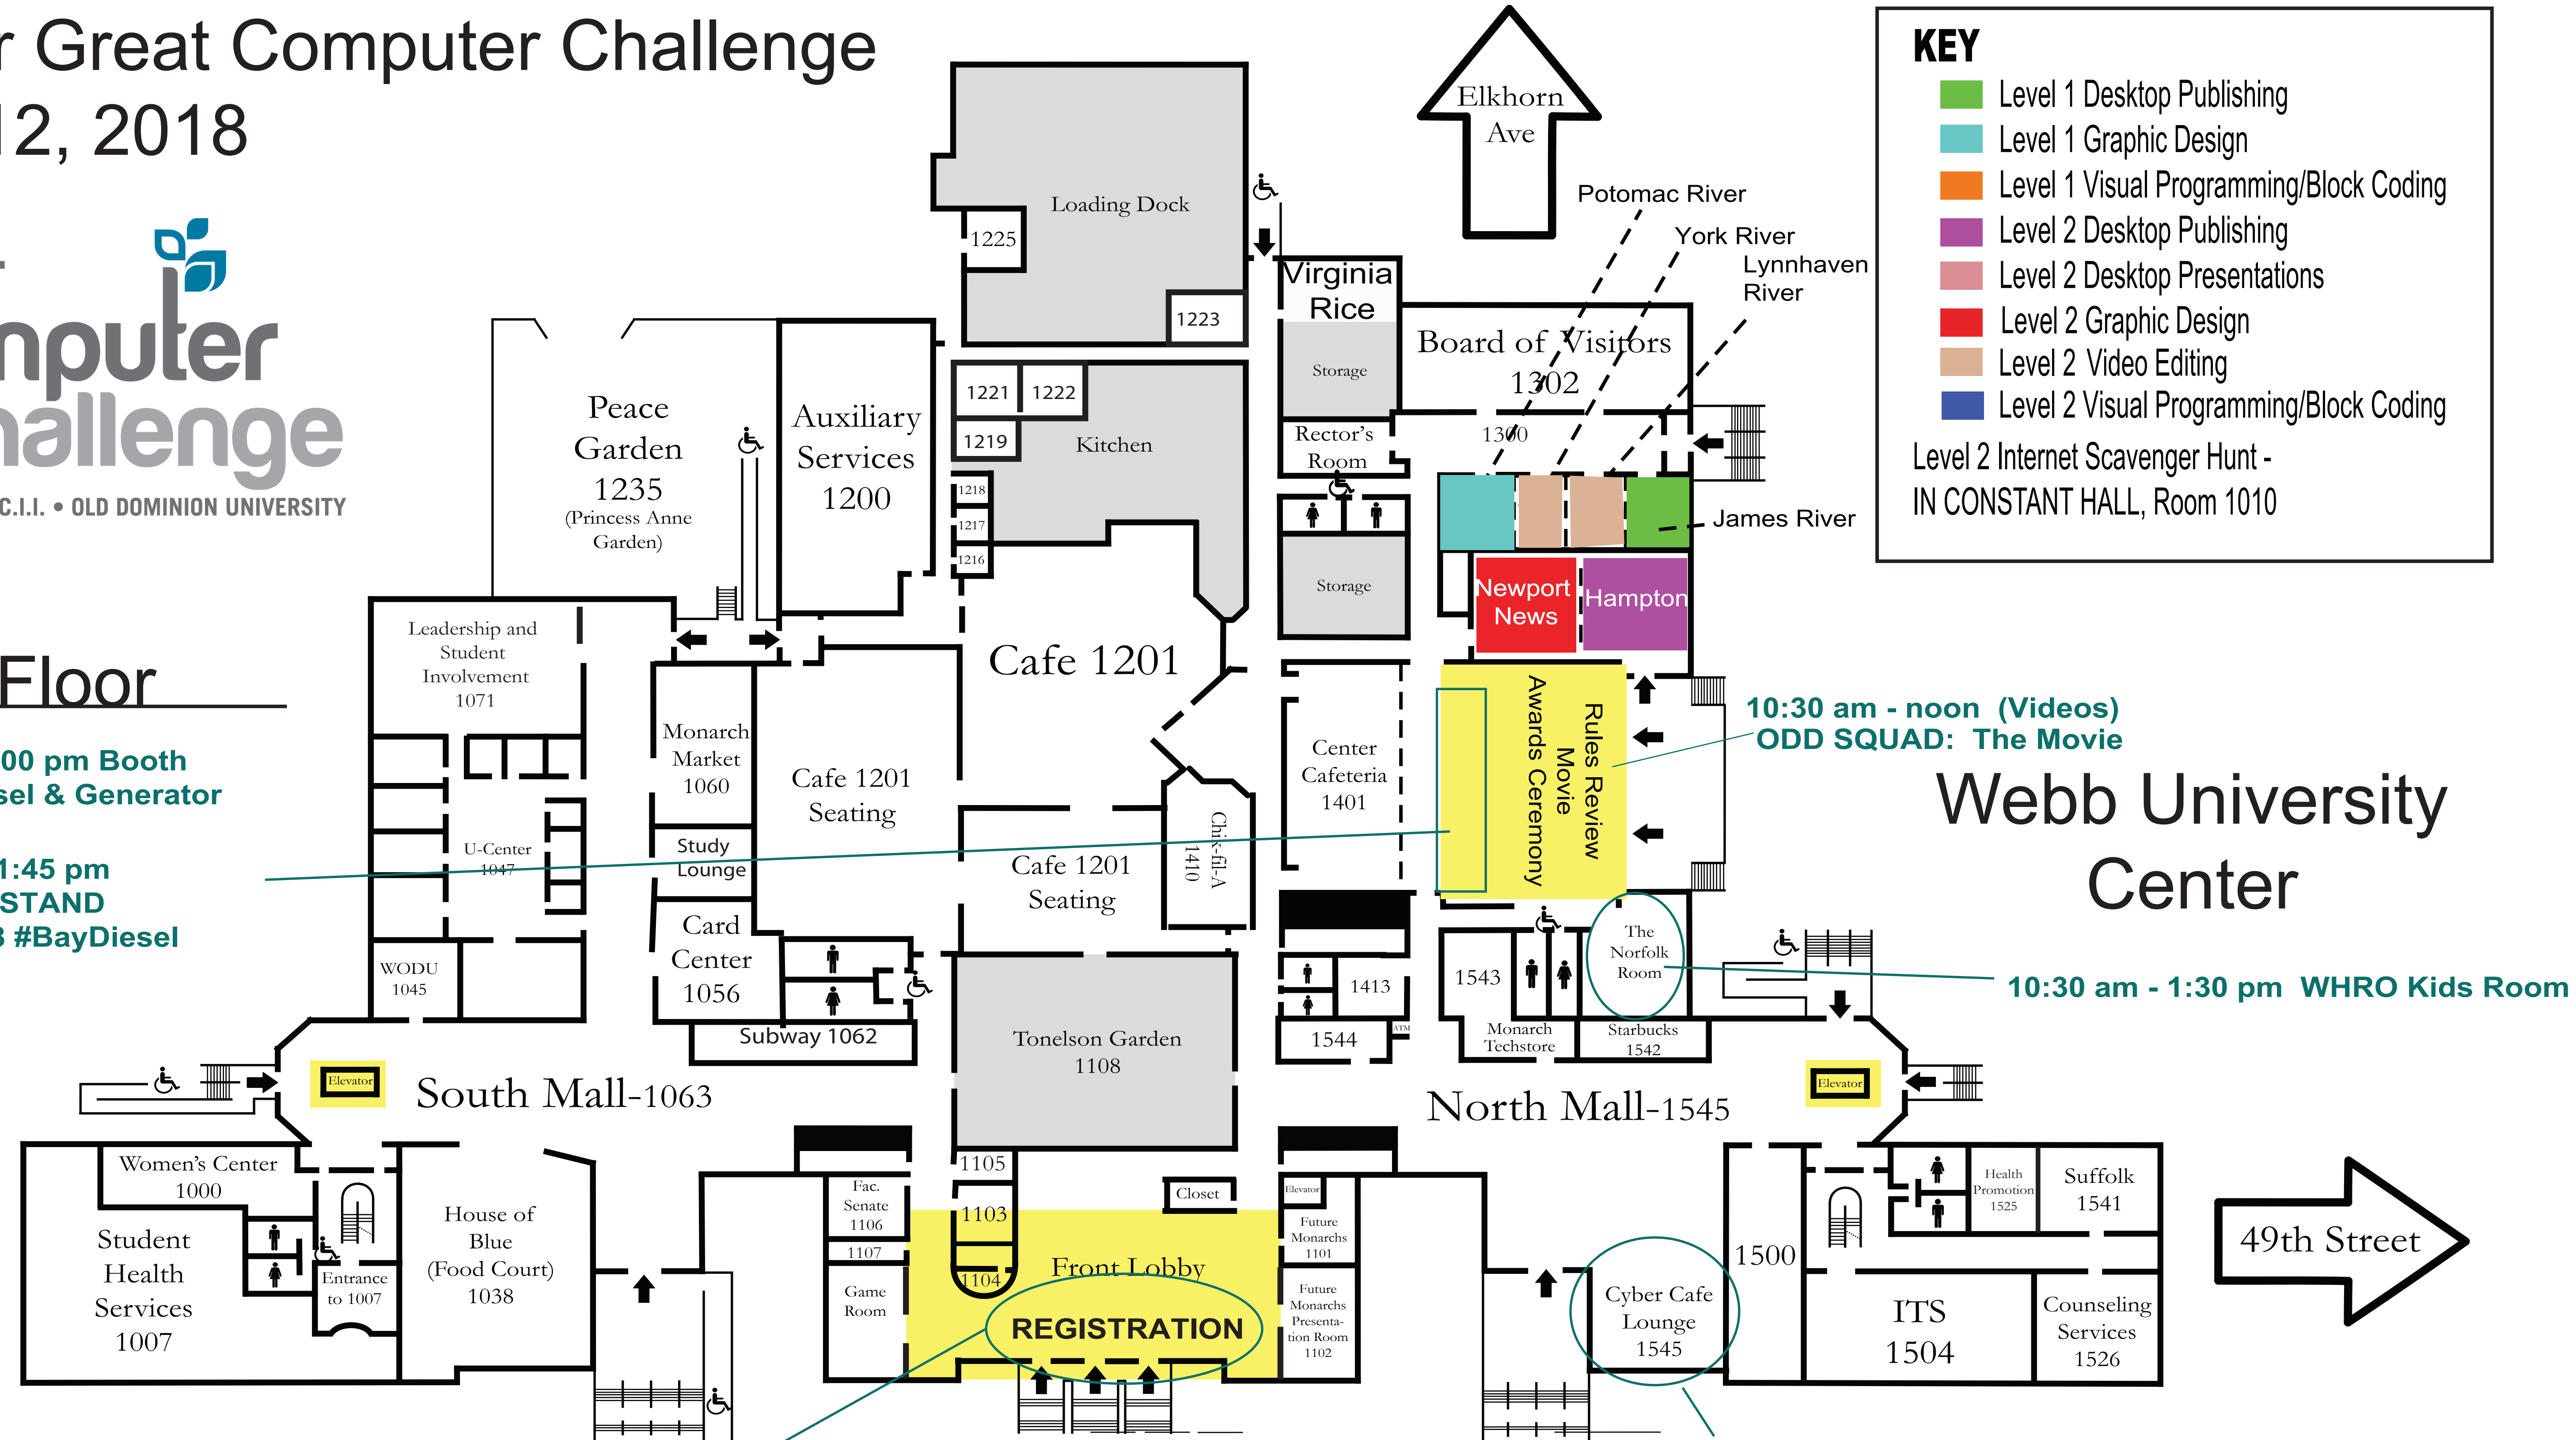 r Great Computer Challenge
12, 2018
mputer
hallenge
C.I.I. • OLD DOMINION UNIVERSITY
Floor
00 pm Booth
sel & Generator
1:45 pm
STAND
3 #BayDiesel
KEY
Level 1 Desktop Publishing
Level 1 Graphic Design
Level 1 Visual Programming/Block Coding
Level 2 Desktop Publishing
Level 2 Desktop Presentations
Level 2 Graphic Design
Level 2 Video Editing
Level 2 Visual Programming/Block Coding
Level 2 Internet Scavenger Hunt -
IN CONSTANT HALL, Room 1010
Elkhorn
Ave
Potomac River
York River
Lynnhaven
River
Loading Dock
1225
1223
Virginia
Rice
Storage
Board of Visitors
1302
Rector's
Room
1300
James River
Peace
Garden
1235
(Princess Anne
Garden)
Auxiliary
Services
1200
1221
1222
1219
Kitchen
1218
1217
1216
Storage
Newport
News
Hampton
Leadership and
Student
Involvement
1071
Cafe 1201
Monarch
Market
1060
Cafe 1201
Seating
Center
Cafeteria
1401
Rules Review
Movie
Awards Ceremony
10:30 am - noon (Videos)
ODD SQUAD: The Movie
Webb University
Center
U-Center
1047
Study
Lounge
Cafe 1201
Seating
Chik-fil-A
1410
Card
Center
1056
WODU
1045
Subway 1062
Tonelson Garden
1108
1413
1544
ATM
1543
The
Norfolk
Room
10:30 am - 1:30 pm WHRO Kids Room
Monarch
Techstore
Starbucks
1542
Elevator
South Mall-1063
North Mall-1545
Elevator
Women's Center
1000
Student
Health
Services
1007
Entrance
to 1007
House of
Blue
(Food Court)
1038
Fac.
Senate
1106
1107
Game
Room
1105
1103
1104
Closet
Front Lobby
REGISTRATION
Elevator
Future
Monarchs
1101
Future
Monarchs
Presenta-
tion Room
1102
Cyber Cafe
Lounge
1545
1500
Health
Promotion
1525
Suffolk
1541
ITS
1504
Counseling
Services
1526
49th Street